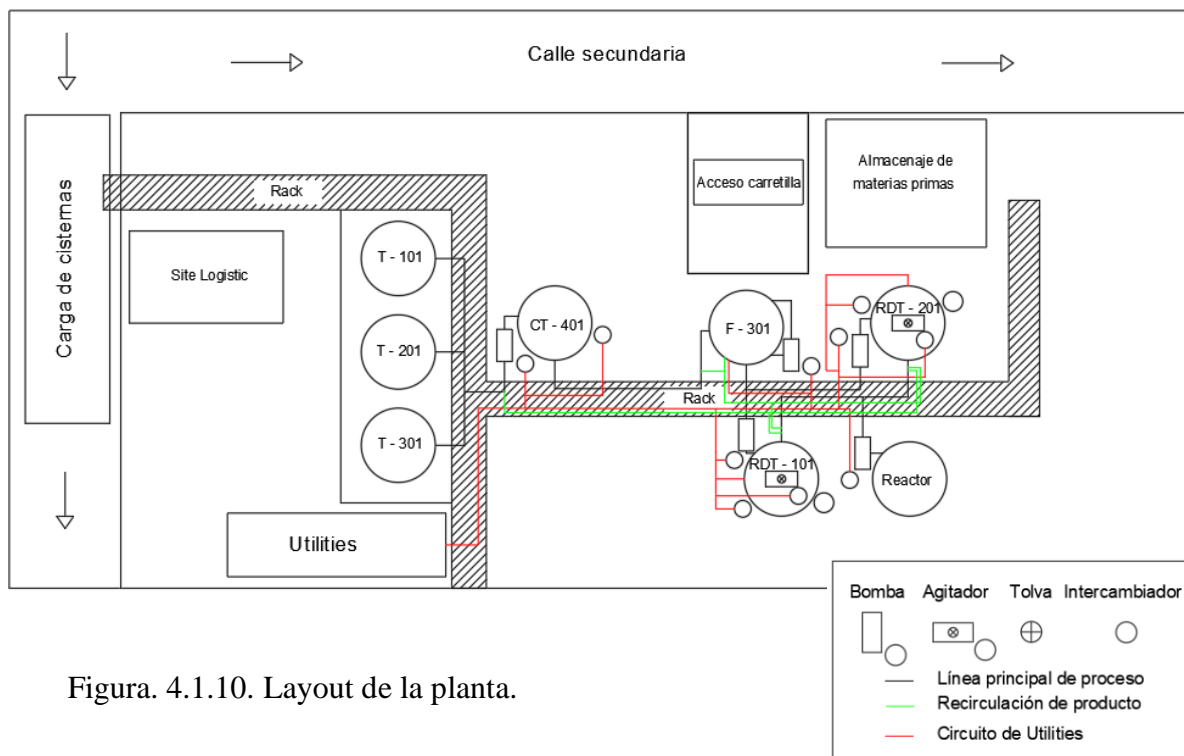 Calle secundaria
Carga de cisternas
Rack
Acceso carretilla
Almacenaje de
materias primas
Site Logistic
T - 101
T - 201
T - 301
CT - 401
F - 301
RDT - 201
Rack
RDT - 101
Reactor
Utilities
Bomba Agitador Tolva Intercambiador
Línea principal de proceso
Recirculación de producto
Circuito de Utilities
Figura. 4.1.10. Layout de la planta.